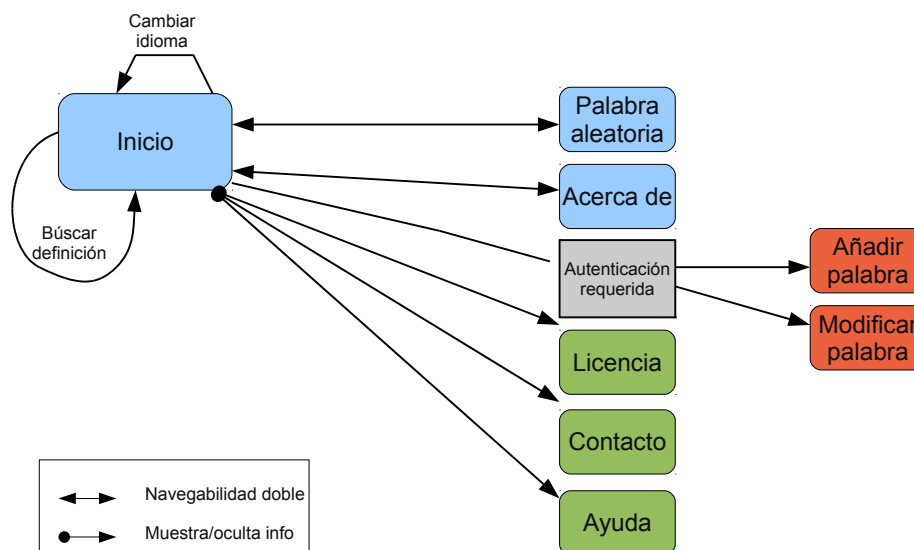 Cambiar
idioma
Inicio
Búscar
definición
Palabra
aleatoria
Acerca de
Autenticación
requerida
Añadir
palabra
Modificar
palabra
Licencia
Contacto
Ayuda
Navegabilidad doble
Muestra/oculta info